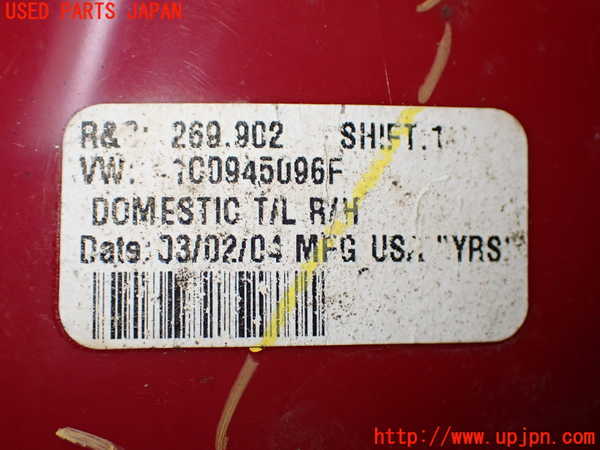 USED PARTS JAPAN
269.902 SHIFT.1
VW: 1C0945096F
DOMESTIC T/L R/H
Date: 03/02/04 MFG USA "YRS"
http://www.upjpn.com